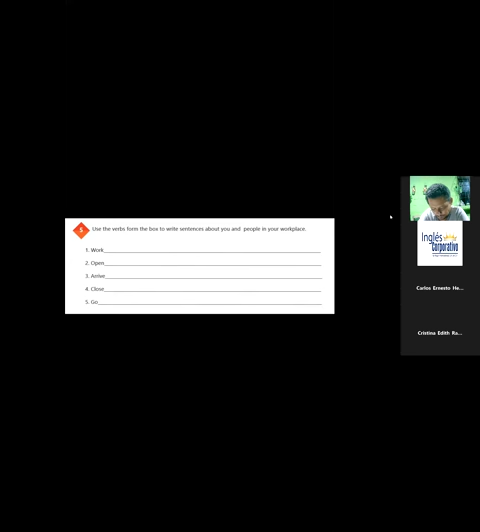 5 Use the verbs form the box to write sentences about you and people in your workplace.
1. Work
2. Open
3. Arrive
4. Close
5. Go
Inglés
Corporativo
Carlos Ernesto He...
Cristina Edith Ra...